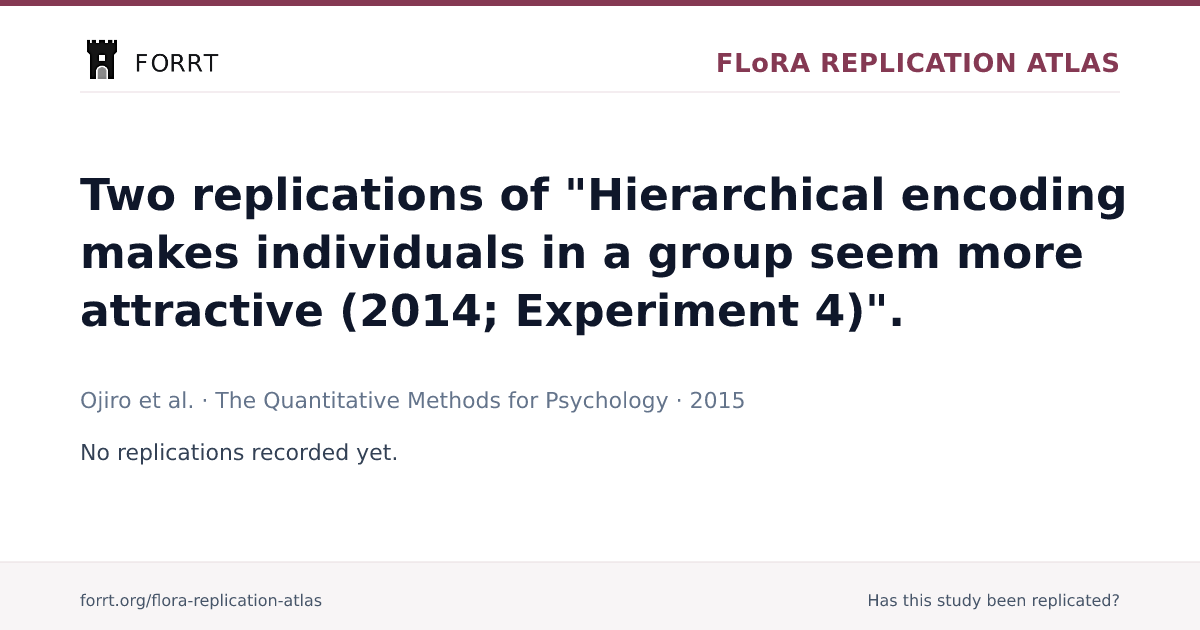 FORRT
FLoRA REPLICATION ATLAS
Two replications of "Hierarchical encoding
makes individuals in a group seem more
attractive (2014; Experiment 4)".
Ojiro et al. · The Quantitative Methods for Psychology · 2015
No replications recorded yet.
forrt.org/flora-replication-atlas
Has this study been replicated?